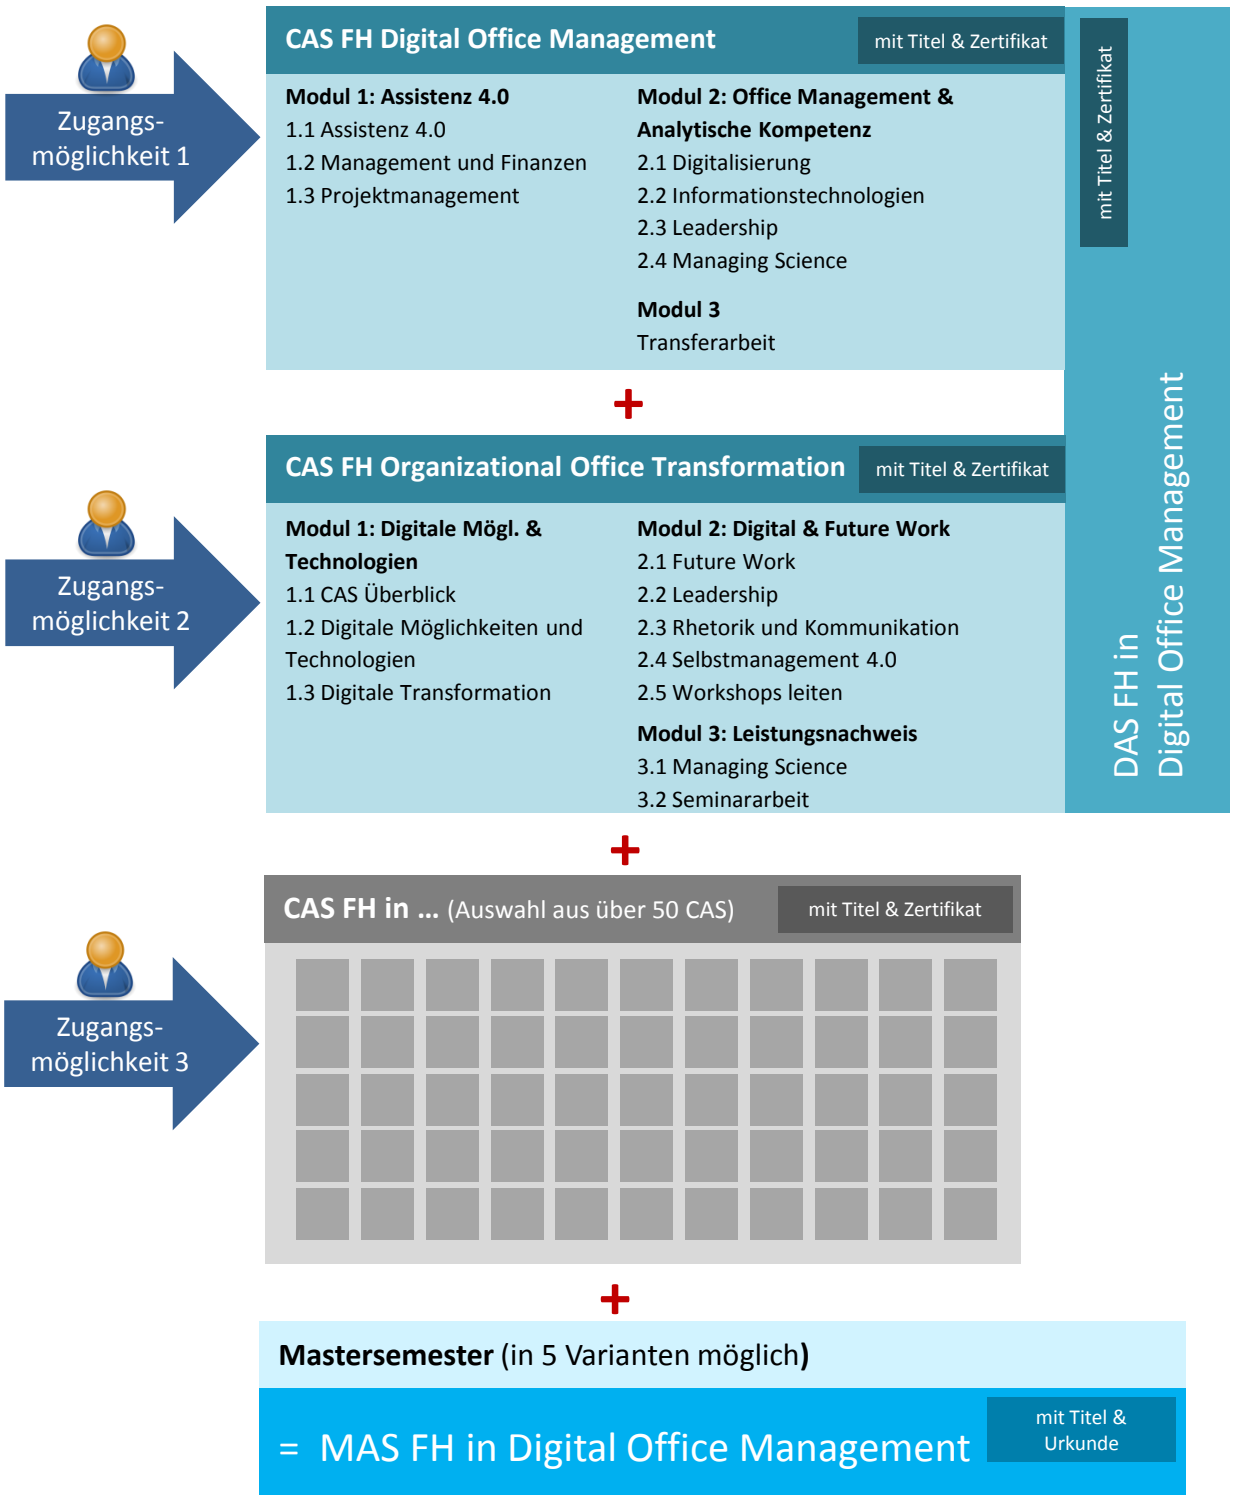 Zugangs-
möglichkeit 1
CAS FH Digital Office Management
mit Titel & Zertifikat
Modul 1: Assistenz 4.0
1.1 Assistenz 4.0
1.2 Management und Finanzen
1.3 Projektmanagement
Modul 2: Office Management &
Analytische Kompetenz
2.1 Digitalisierung
2.2 Informationstechnologien
2.3 Leadership
2.4 Managing Science
Modul 3
Transferarbeit
mit Titel & Zertifikat
DAS FH in
Digital Office Management
+
Zugangs-
möglichkeit 2
CAS FH Organizational Office Transformation
mit Titel & Zertifikat
Modul 1: Digitale Mögl. &
Technologien
1.1 CAS Überblick
1.2 Digitale Möglichkeiten und
Technologien
1.3 Digitale Transformation
Modul 2: Digital & Future Work
2.1 Future Work
2.2 Leadership
2.3 Rhetorik und Kommunikation
2.4 Selbstmanagement 4.0
2.5 Workshops leiten
Modul 3: Leistungsnachweis
3.1 Managing Science
3.2 Seminararbeit
+
Zugangs-
möglichkeit 3
CAS FH in ... (Auswahl aus über 50 CAS)
mit Titel & Zertifikat
+
Mastersemester (in 5 Varianten möglich)
= MAS FH in Digital Office Management
mit Titel &
Urkunde